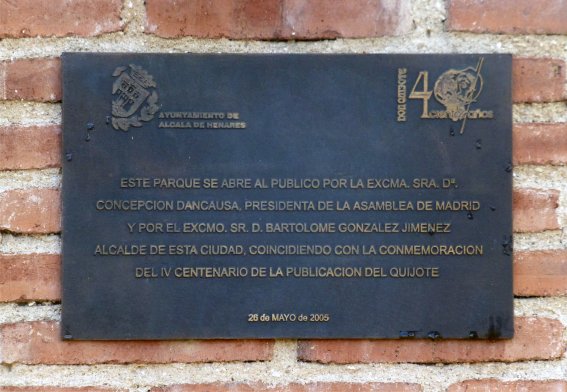 AYUNTAMIENTO DE
ALCALA DE HENARES
DON QUIJOTE
4
Centenarios
ESTE PARQUE SE ABRE AL PUBLICO POR LA EXCMA. SRA. Dª.
CONCEPCION DANCAUSA, PRESIDENTA DE LA ASAMBLEA DE MADRID
Y POR EL EXCMO. SR. D. BARTOLOME GONZALEZ JIMENEZ
ALCALDE DE ESTA CIUDAD, COINCIDIENDO CON LA CONMEMORACION
DEL IV CENTENARIO DE LA PUBLICACION DEL QUIJOTE
26 de MAYO de 2005